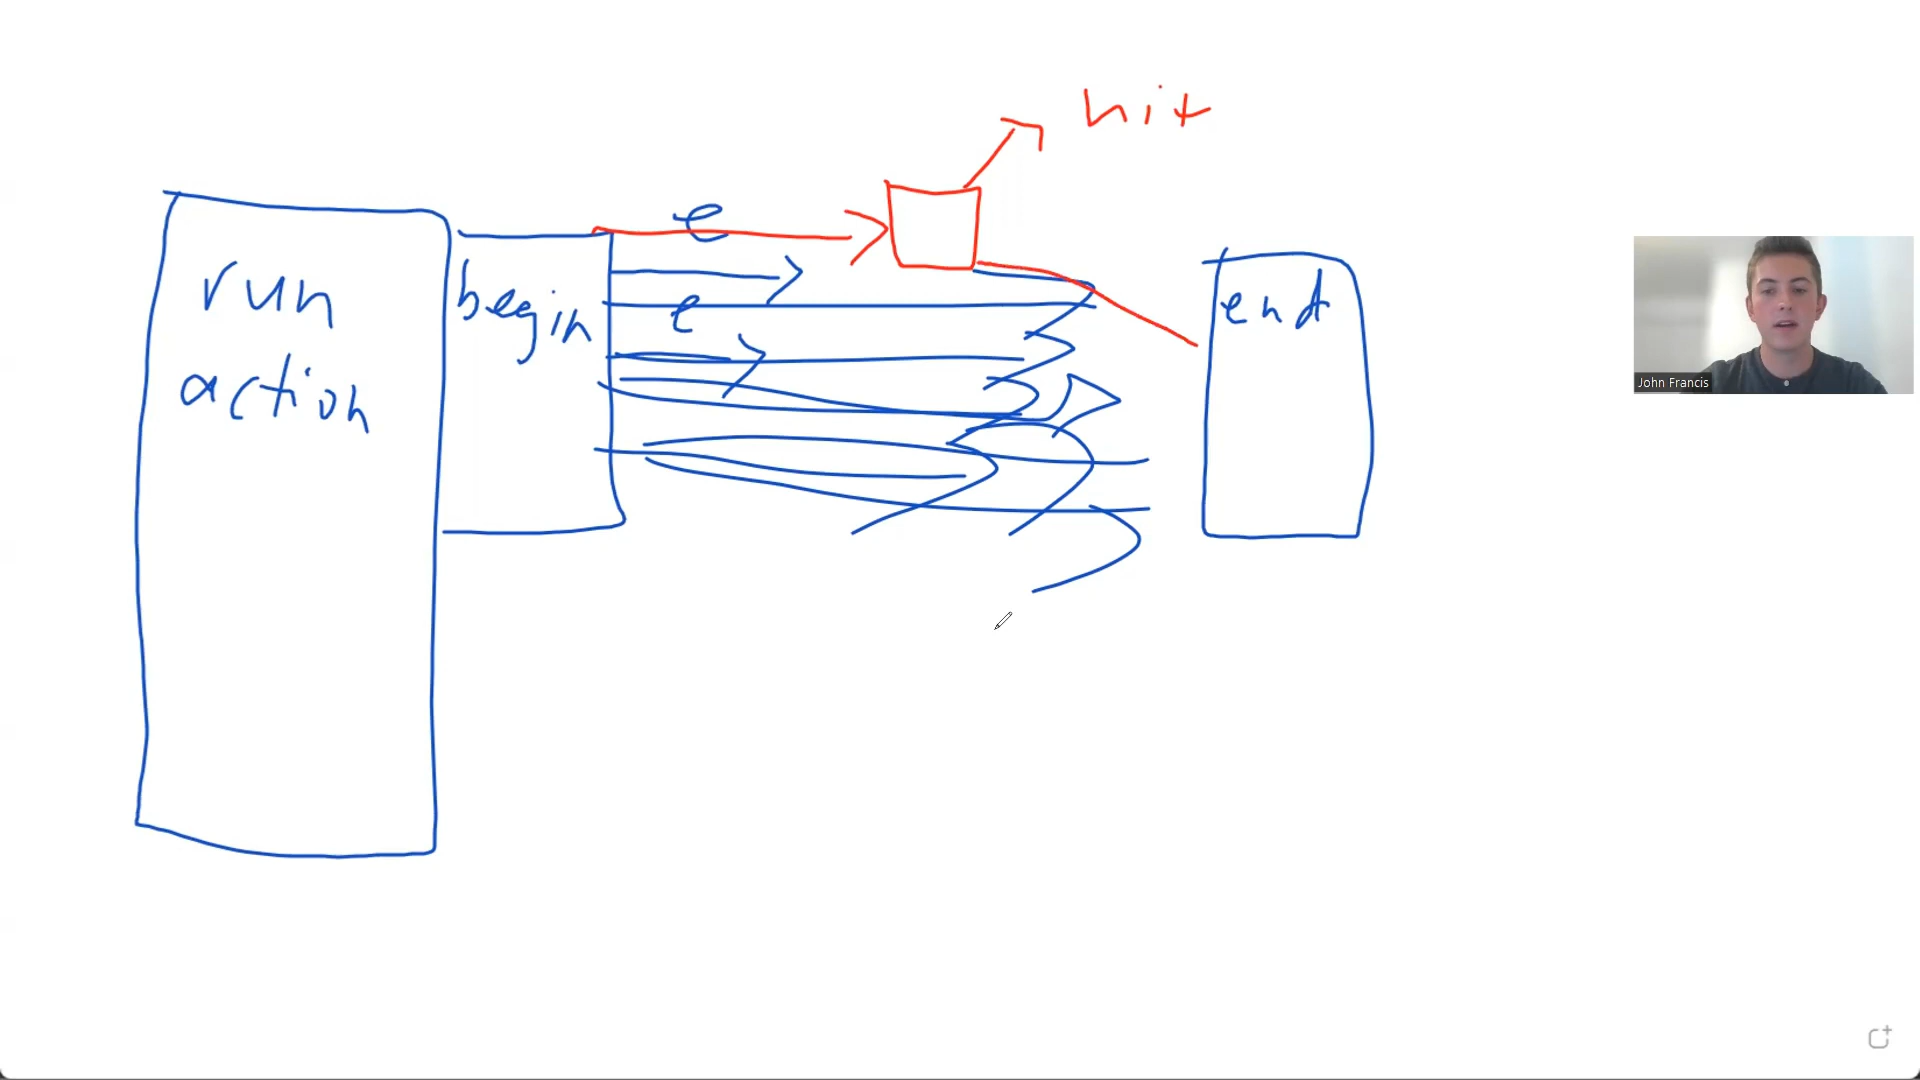 hit
e
run
action
begin
e
end
John Francis